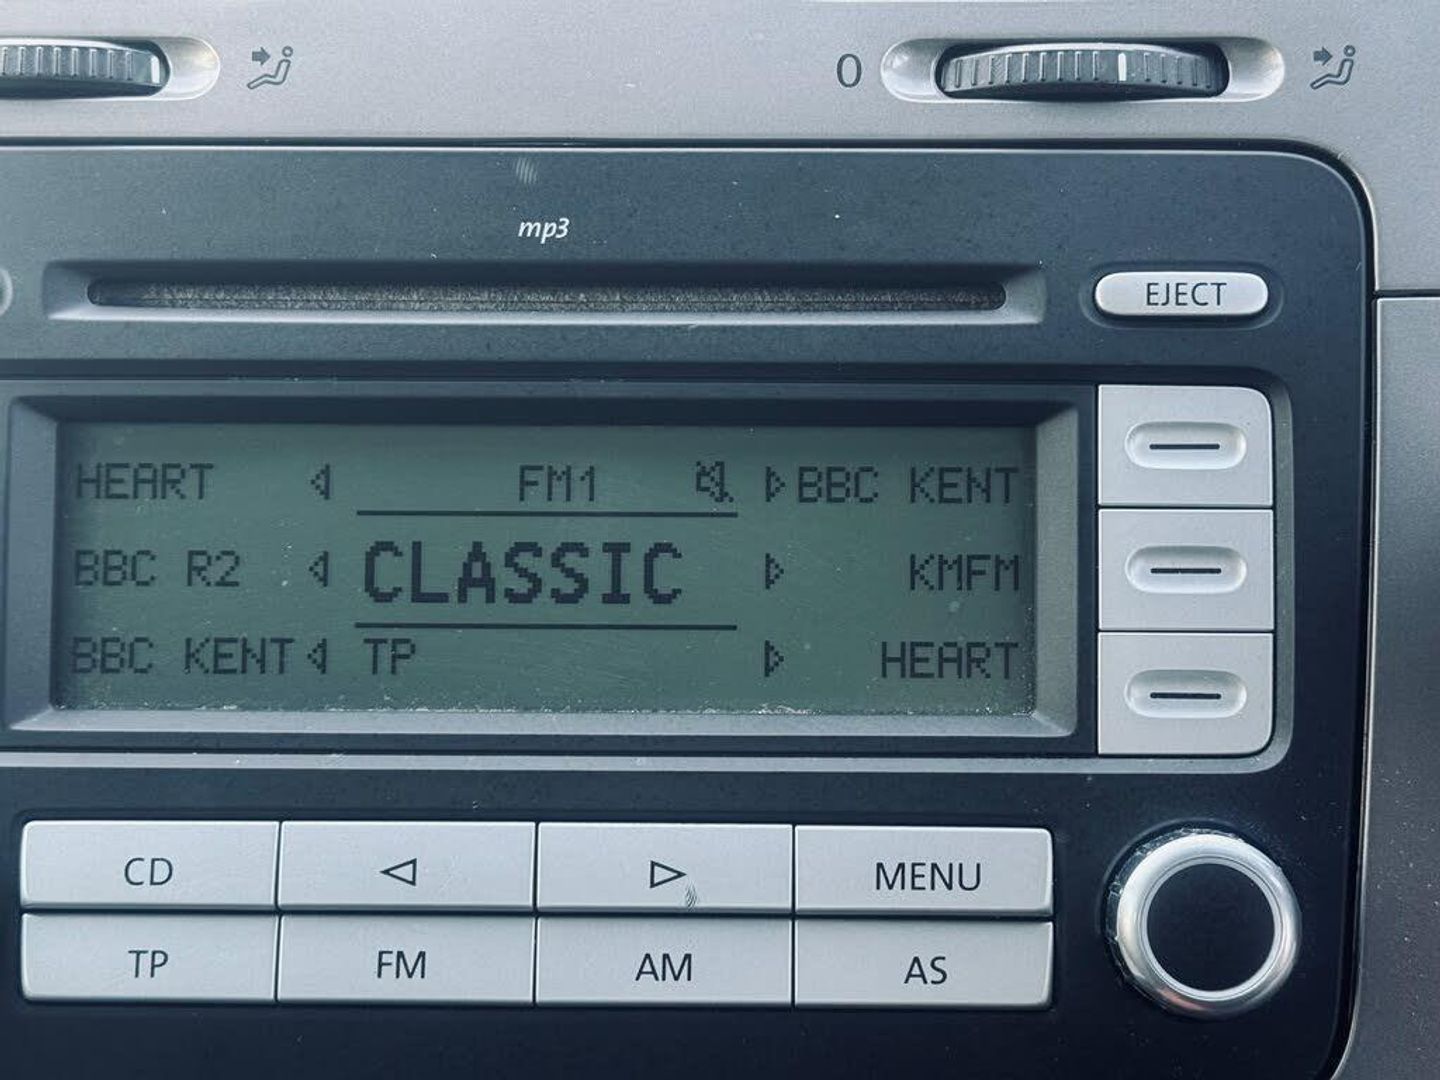 0
mp3
EJECT
HEART FM1 BBC KENT
BBC R2 CLASSIC KMFM
BBC KENT TP HEART
CD MENU
TP FM AM AS